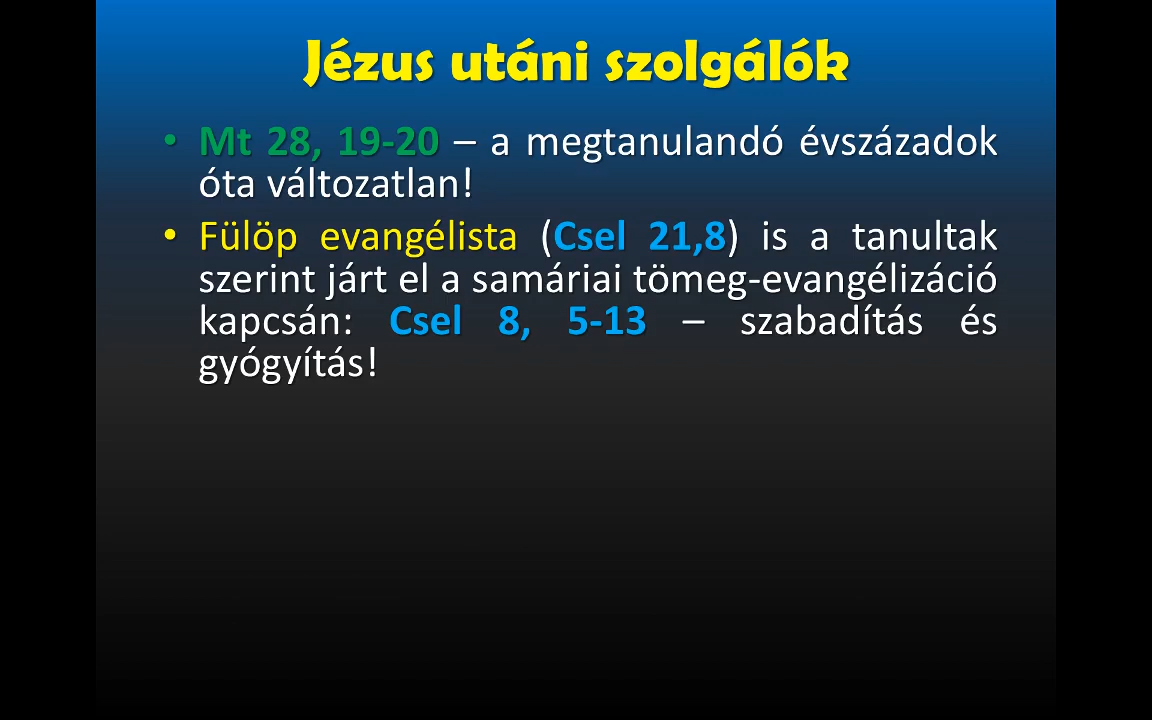 Jézus utáni szolgálók
• Mt 28, 19-20 – a megtanulandó évszázadok
óta változatlan!
• Fülöp evangélista (Csel 21,8) is a tanultak
szerint járt el a samáriai tömeg-evangélizáció
kapcsán: Csel 8, 5-13 – szabadítás és
gyógyítás!